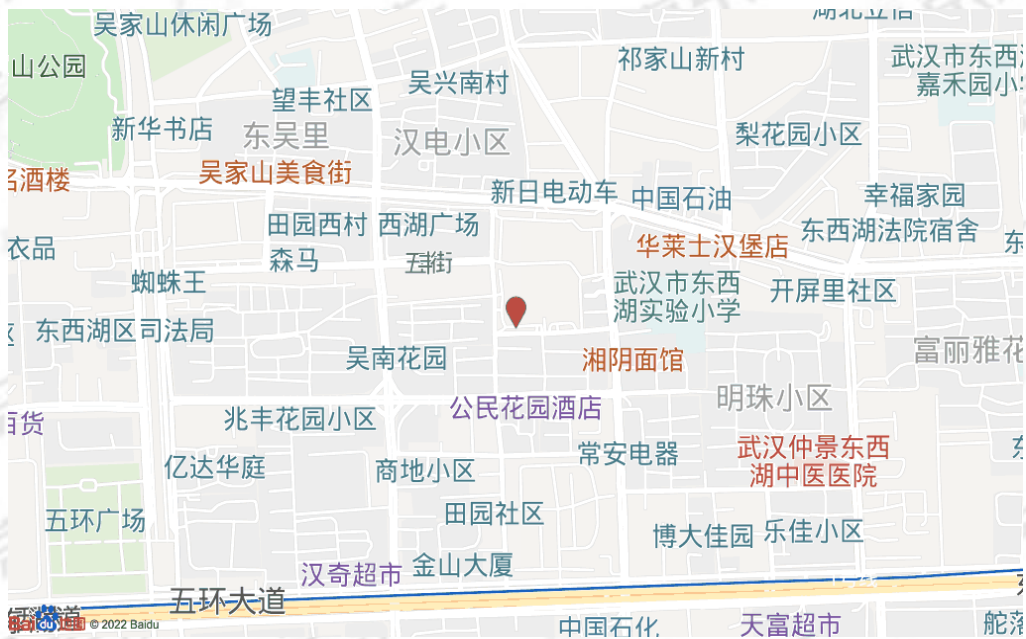 吴家山休闲广场
山公园
祁家山新村
武汉市东西
嘉禾园小
吴兴南村
望丰社区
新华书店
东吴里
汉电小区
梨花园小区
名酒楼
吴家山美食街
新日电动车
中国石油
幸福家园
田园西村
西湖广场
东西湖法院宿舍
衣品
森马
华莱士汉堡店
东
蜘蛛王
武汉市东西
湖实验小学
开屏里社区
东西湖区司法局
吴南花园
湘阴面馆
富丽雅花
明珠小区
百货
兆丰花园小区
公民花园酒店
亿达华庭
商地小区
常安电器
武汉仲景东西
湖中医医院
东
五环广场
田园社区
博大佳园
乐佳小区
汉奇超市
金山大厦
五环大道
© 2022 Baidu
中国石化
天富超市
舵落